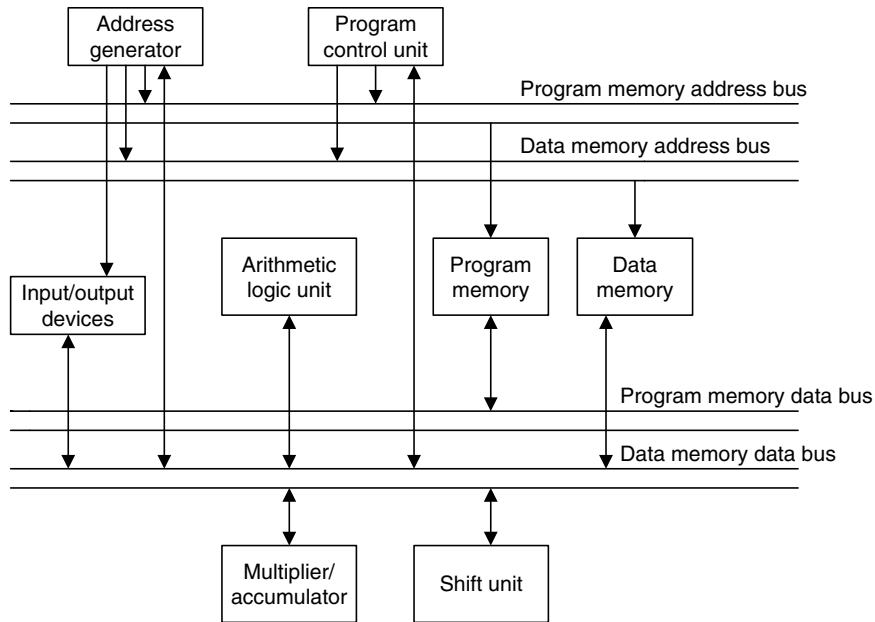 Address
generator
Program
control unit
Program memory address bus
Data memory address bus
Input/output
devices
Arithmetic
logic unit
Program
memory
Data
memory
Program memory data bus
Data memory data bus
Multiplier/
accumulator
Shift unit